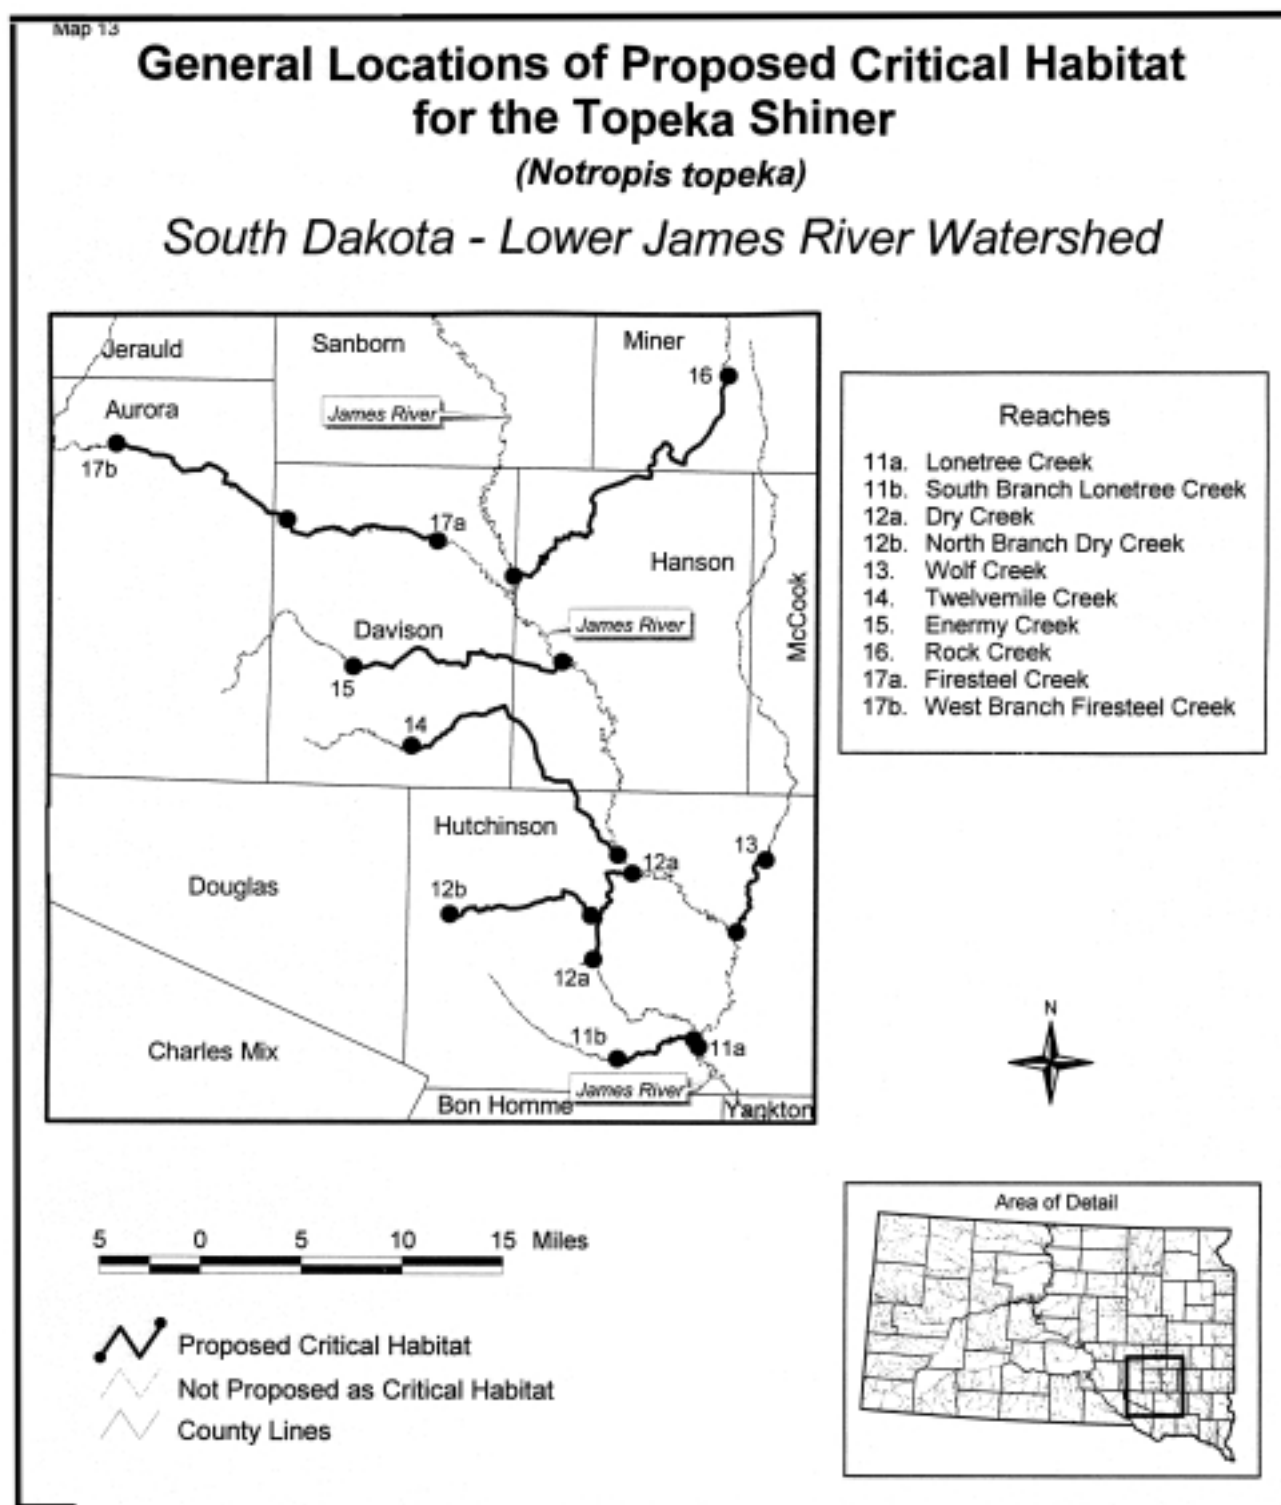 Map 13
General Locations of Proposed Critical Habitat
for the Topeka Shiner
(Notropis topeka)
South Dakota - Lower James River Watershed
Jerauld
Sanborn
Miner
16
Aurora
James River
17b
17a
Hanson
McCook
James River
Davison
15
14
Hutchinson
13
12a
Douglas
12b
12a
11b
11a
Charles Mix
James River
Bon Homme
Yankton
Reaches
11a. Lonetree Creek
11b. South Branch Lonetree Creek
12a. Dry Creek
12b. North Branch Dry Creek
13. Wolf Creek
14. Twelvemile Creek
15. Enermy Creek
16. Rock Creek
17a. Firesteel Creek
17b. West Branch Firesteel Creek
N
5 0 5 10 15 Miles
Proposed Critical Habitat
Not Proposed as Critical Habitat
County Lines
Area of Detail